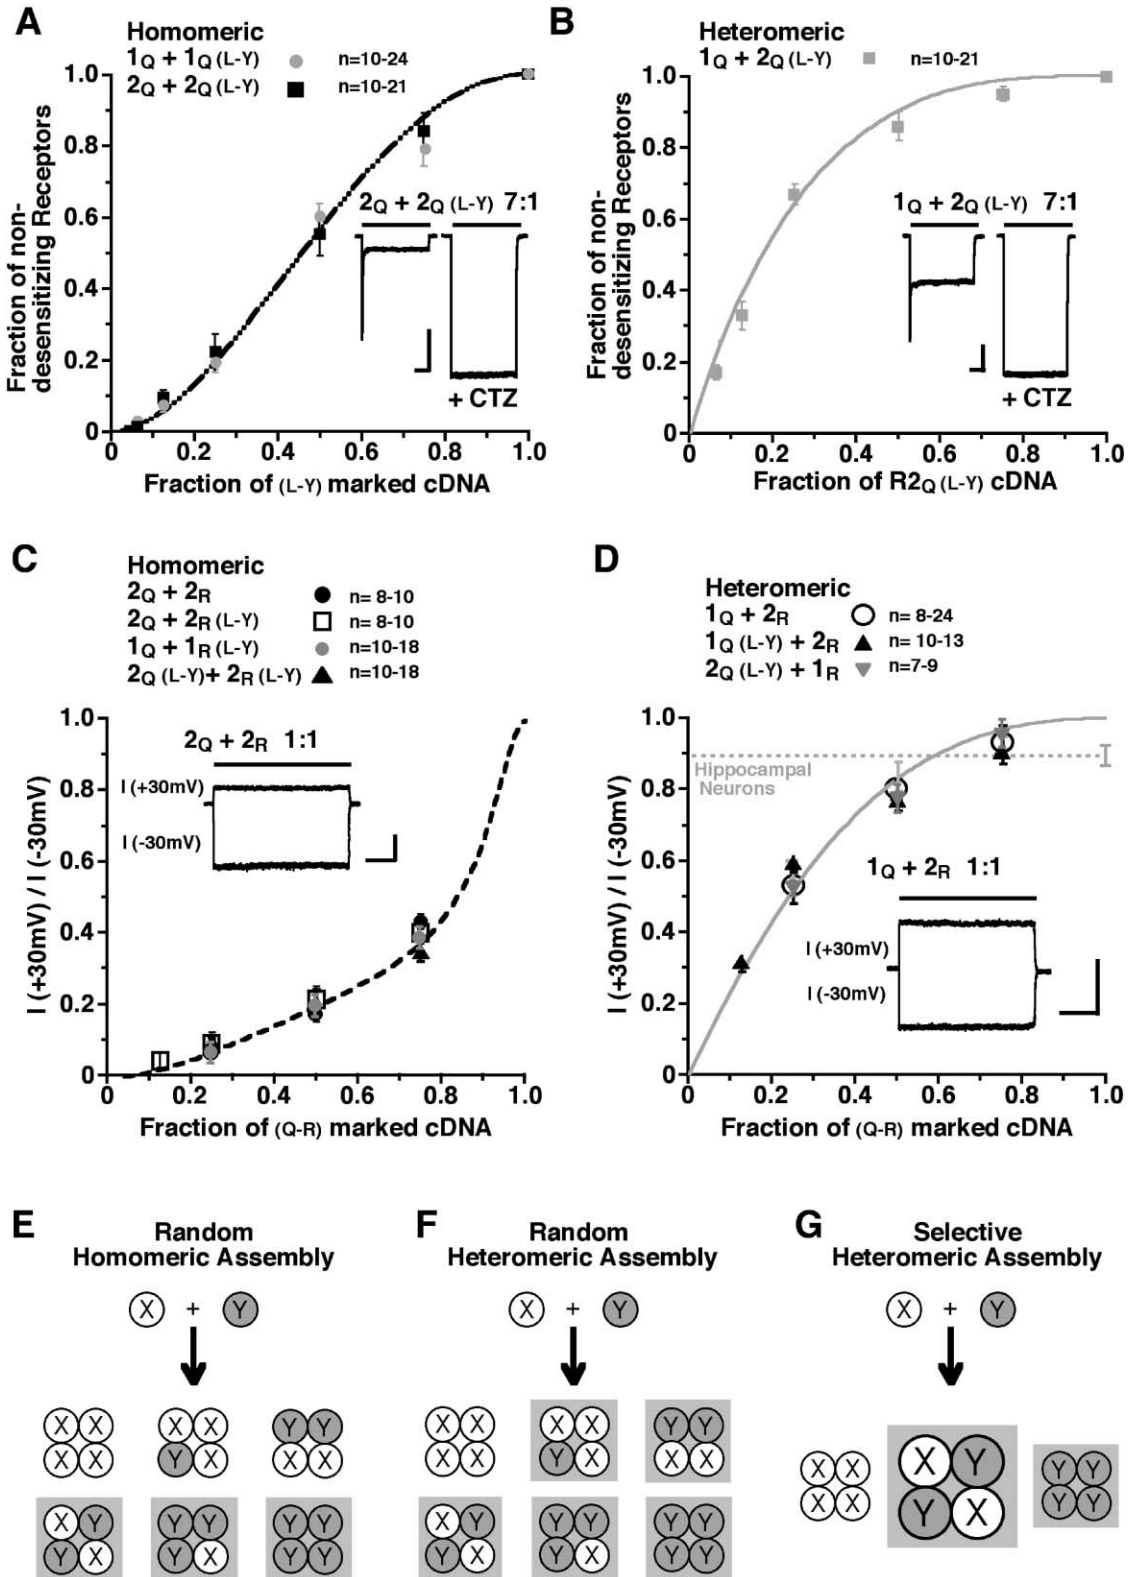 A
Homomeric
1Q + 1Q (L-Y) n=10-24
2Q + 2Q (L-Y) n=10-21
Fraction of non-
desensitizing Receptors
1.0
0.8
0.6
0.4
0.2
0
2Q + 2Q (L-Y) 7:1
+ CTZ
0 0.2 0.4 0.6 0.8 1.0
Fraction of (L-Y) marked cDNA
B
Heteromeric
1Q + 2Q (L-Y) n=10-21
Fraction of non-
desensitizing Receptors
1.0
0.8
0.6
0.4
0.2
0
1Q + 2Q (L-Y) 7:1
+ CTZ
0 0.2 0.4 0.6 0.8 1.0
Fraction of R2Q (L-Y) cDNA
C
Homomeric
2Q + 2R n= 8-10
2Q + 2R (L-Y) n= 8-10
1Q + 1R (L-Y) n=10-18
2Q (L-Y)+ 2R (L-Y) n=10-18
I (+30mV) / I (-30mV)
1.0
0.8
0.6
0.4
0.2
0
2Q + 2R 1:1
I (+30mV)
I (-30mV)
0 0.2 0.4 0.6 0.8 1.0
Fraction of (Q-R) marked cDNA
D
Heteromeric
1Q + 2R n= 8-24
1Q (L-Y) + 2R n= 10-13
2Q (L-Y) + 1R n=7-9
I (+30mV) / I (-30mV)
1.0
0.8
0.6
0.4
0.2
0
Hippocampal
Neurons
1Q + 2R 1:1
I (+30mV)
I (-30mV)
0 0.2 0.4 0.6 0.8 1.0
Fraction of (Q-R) marked cDNA
E
Random
Homomeric Assembly
X + Y
X X X X Y Y
X X Y X X X
X Y Y Y Y Y
Y X Y X Y Y
F
Random
Heteromeric Assembly
X + Y
X X X X Y Y
X X Y X X X
X Y Y Y Y Y
Y X Y X Y Y
G
Selective
Heteromeric Assembly
X + Y
X X X Y Y Y
X X Y X Y Y